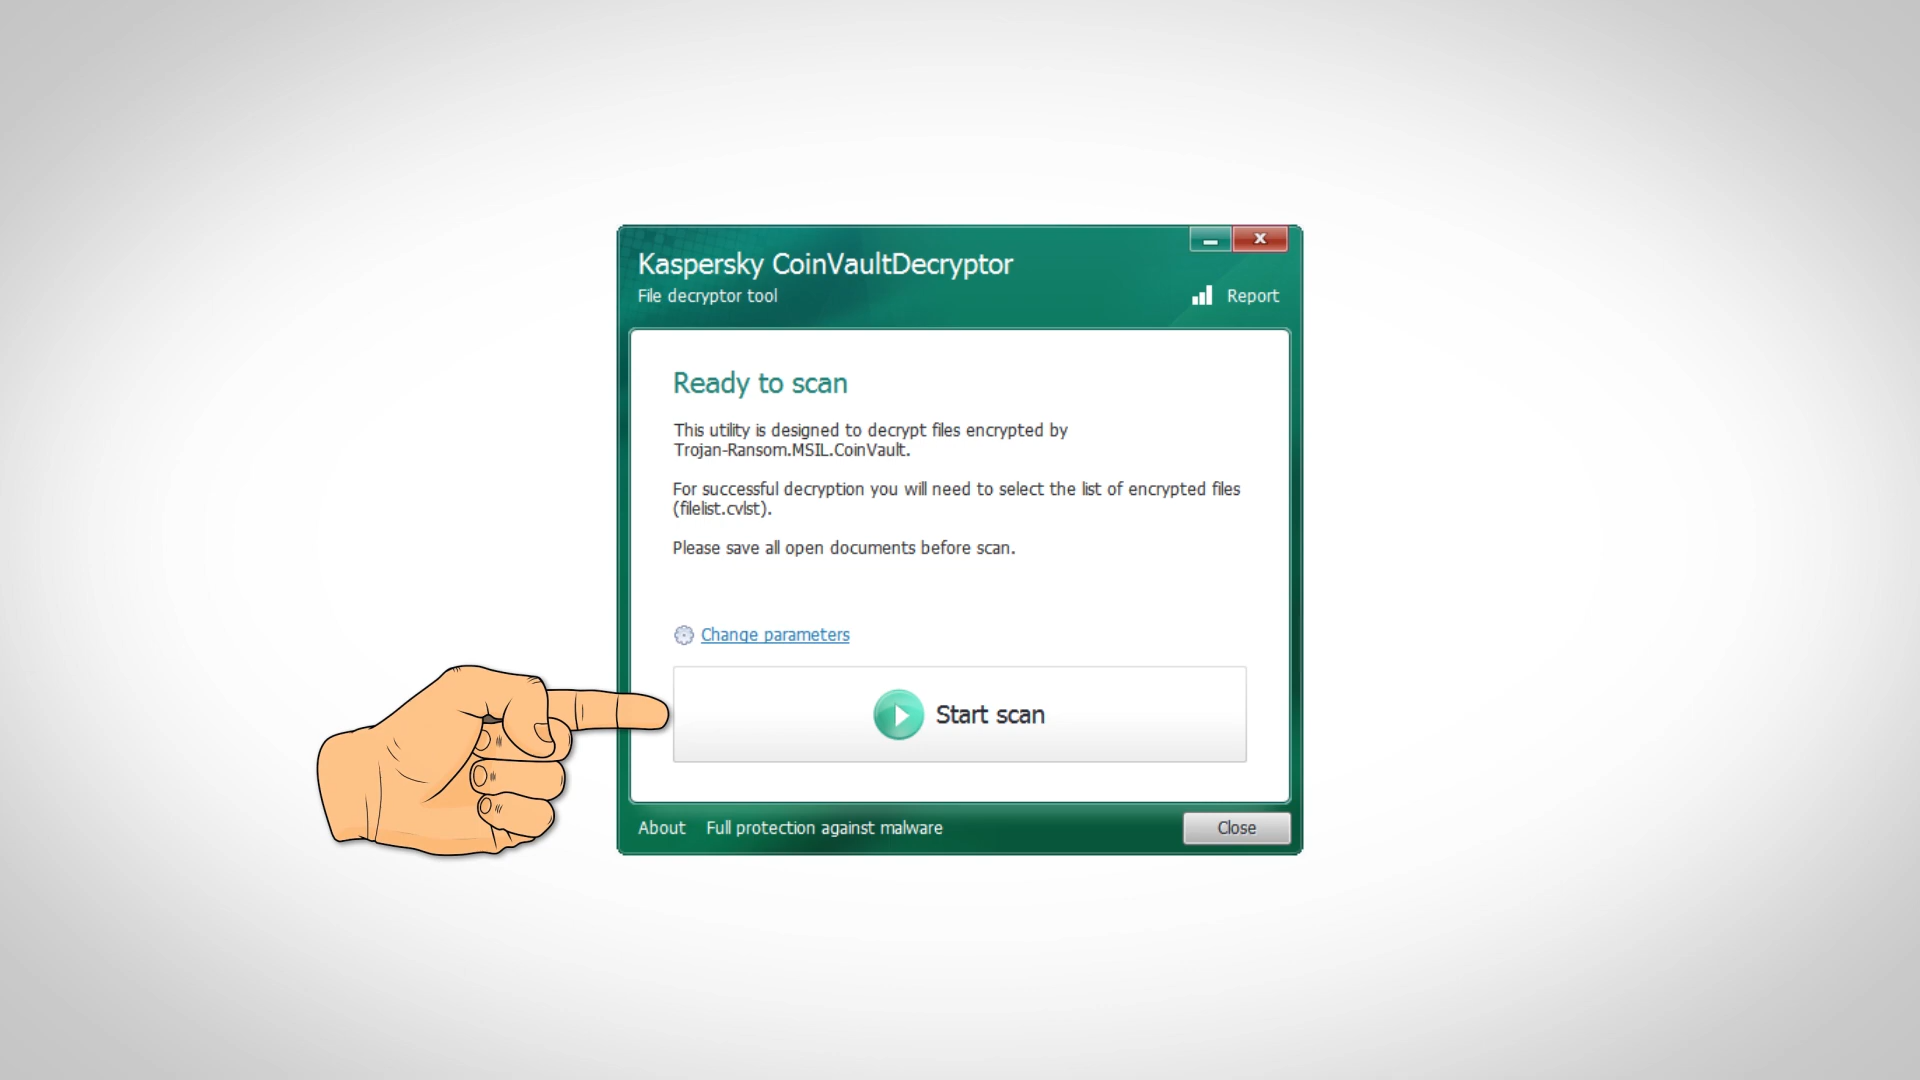 Kaspersky CoinVaultDecryptor
File decryptor tool
Report
Ready to scan
This utility is designed to decrypt files encrypted by
Trojan-Ransom.MSIL.CoinVault.
For successful decryption you will need to select the list of encrypted files
(filelist.cvlst).
Please save all open documents before scan.
Change parameters
Start scan
About Full protection against malware
Close